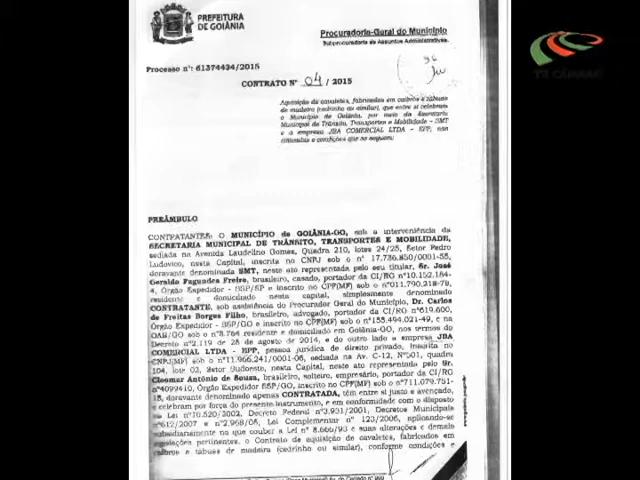 PREFEITURA
DE GOIÂNIA
Procuradoria-Geral do Município
Subprocuradoria de Assuntos Administrativos
Processo nº: 61374434/2015
CONTRATO Nº 04 / 2015
Aquisição de cavaletes, fabricados em caibros e tábuas
de madeira (cedrinho ou similar), que entre si celebram
o Município de Goiânia, por meio da Secretaria
Municipal de Trânsito, Transportes e Mobilidade – SMT
e a empresa JBA COMERCIAL LTDA – EPP, nas
cláusulas e condições que se seguem:
PREÂMBULO
CONTRATANTES: O MUNICÍPIO de GOIÂNIA-GO, sob a interveniência da
SECRETARIA MUNICIPAL DE TRÂNSITO, TRANSPORTES E MOBILIDADE,
sediada na Avenida Laudelino Gomes, Quadra 210, lotes 24/25, Setor Pedro
Ludovico, nesta Capital, inscrita no CNPJ sob o nº 17.736.850/0001-55,
doravante denominada SMT, neste ato representada pelo seu titular, Sr. José
Geraldo Fagundes Freire, brasileiro, casado, portador da CI/RG nº10.152.184-
4, Órgão Expedidor - SSP/SP e inscrito no CPF(MF) sob o nº011.790.218-78,
residente e domiciliado nesta capital, simplesmente denominado
CONTRATANTE, sob assistência do Procurador Geral do Município, Dr. Carlos
de Freitas Borges Filho, brasileiro, advogado, portador da CI/RG nº619.600,
Órgão Expedidor - SSP/GO e inscrito no CPF(MF) sob o nº155.494.021-49, e na
OAB/GO sob o nº 8.764 residente e domiciliado em Goiânia-GO, nos termos do
Decreto nº2.119 de 28 de agosto de 2014, e do outro lado a empresa JBA
COMERCIAL LTDA - EPP, pessoa jurídica de direito privado, inscrita no
CNPJ(MF) sob o nº 11.966.241/0001-06, sediada na Av. C-12, Nº501, quadra
104, lote 02, Setor Sudoeste, nesta Capital, neste ato representado pelo Sr.
Cleomar Antônio de Souza, brasileiro, solteiro, empresário, portador da CI/RG
nº4099410, Órgão Expedidor SSP/GO, inscrito no CPF(MF) sob o nº711.079.751-
15, doravante denominado apenas CONTRATADA, têm entre si justo e avençado,
e celebram por força do presente instrumento, e em conformidade com o disposto
na Lei nº10.520/2002, Decreto Federal nº3.931/2001, Decretos Municipais
nº612/2007 e nº2.968/08, Lei Complementar nº 123/2006, aplicando-se
subsidiariamente no que couber a Lei nº 8.666/93 e suas alterações e demais
legislações pertinentes, o Contrato de aquisição de cavaletes, fabricados em
caibros e tábuas de madeira (cedrinho ou similar), conforme condições e